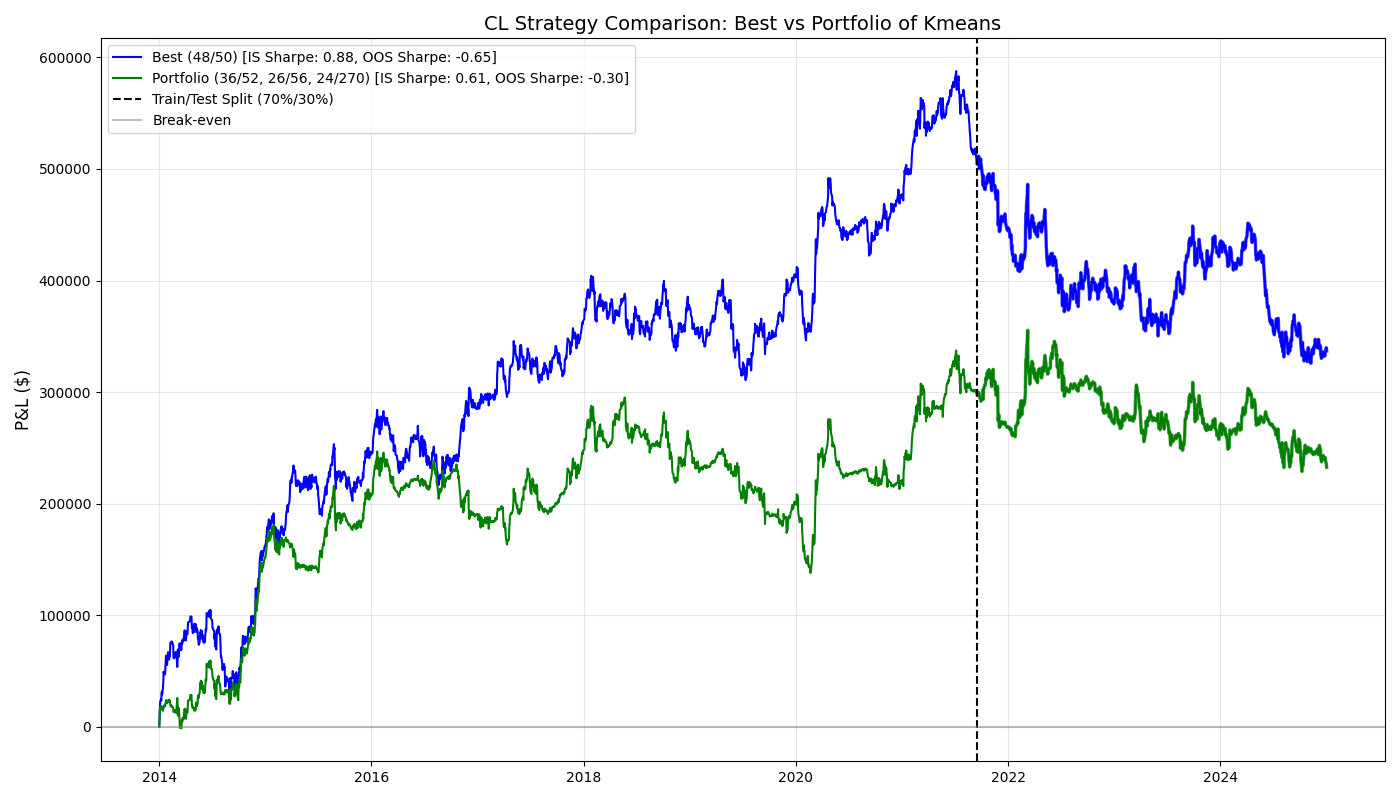 CL Strategy Comparison: Best vs Portfolio of Kmeans
Best (48/50) [IS Sharpe: 0.88, OOS Sharpe: -0.65]
Portfolio (36/52, 26/56, 24/270) [IS Sharpe: 0.61, OOS Sharpe: -0.30]
Train/Test Split (70%/30%)
Break-even
P&L ($)
600000
500000
400000
300000
200000
100000
0
2014
2016
2018
2020
2022
2024